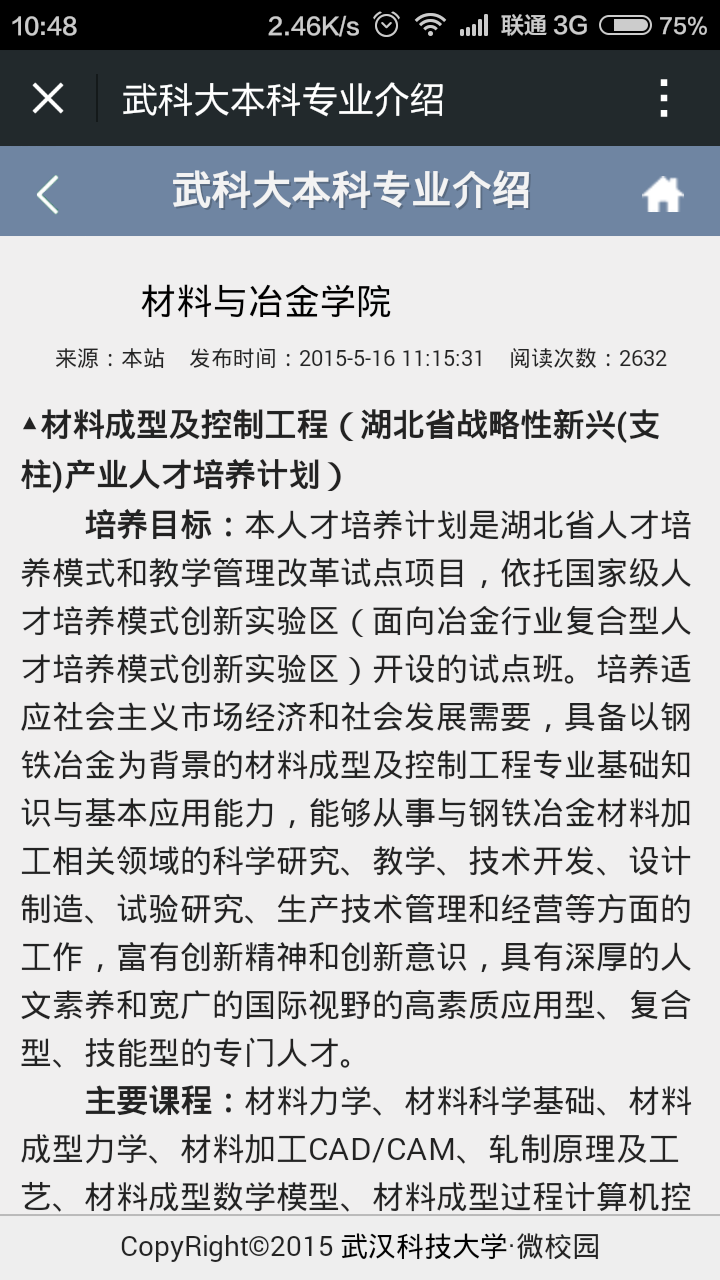 10:48 2.46K/s 联通 3G 75%
武科大本科专业介绍
武科大本科专业介绍
材料与冶金学院
来源：本站 发布时间：2015-5-16 11:15:31 阅读次数：2632
▲材料成型及控制工程（湖北省战略性新兴(支
柱)产业人才培养计划）
培养目标：本人才培养计划是湖北省人才培
养模式和教学管理改革试点项目，依托国家级人
才培养模式创新实验区（面向冶金行业复合型人
才培养模式创新实验区）开设的试点班。培养适
应社会主义市场经济和社会发展需要，具备以钢
铁冶金为背景的材料成型及控制工程专业基础知
识与基本应用能力，能够从事与钢铁冶金材料加
工相关领域的科学研究、教学、技术开发、设计
制造、试验研究、生产技术管理和经营等方面的
工作，富有创新精神和创新意识，具有深厚的人
文素养和宽广的国际视野的高素质应用型、复合
型、技能型的专门人才。
主要课程：材料力学、材料科学基础、材料
成型力学、材料加工CAD/CAM、轧制原理及工
艺、材料成型数学模型、材料成型过程计算机控
CopyRight©2015 武汉科技大学·微校园